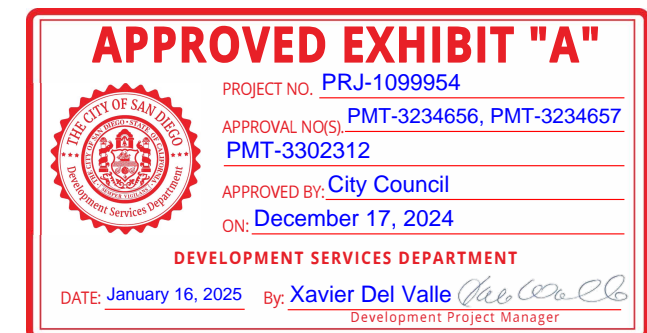 APPROVED EXHIBIT "A"
PROJECT NO. PRJ-1099954
APPROVAL NO(S). PMT-3234656, PMT-3234657
PMT-3302312
APPROVED BY: City Council
ON: December 17, 2024
THE CITY OF SAN DIEGO
Development Services Department
DEVELOPMENT SERVICES DEPARTMENT
DATE: January 16, 2025 By: Xavier Del Valle
Development Project Manager